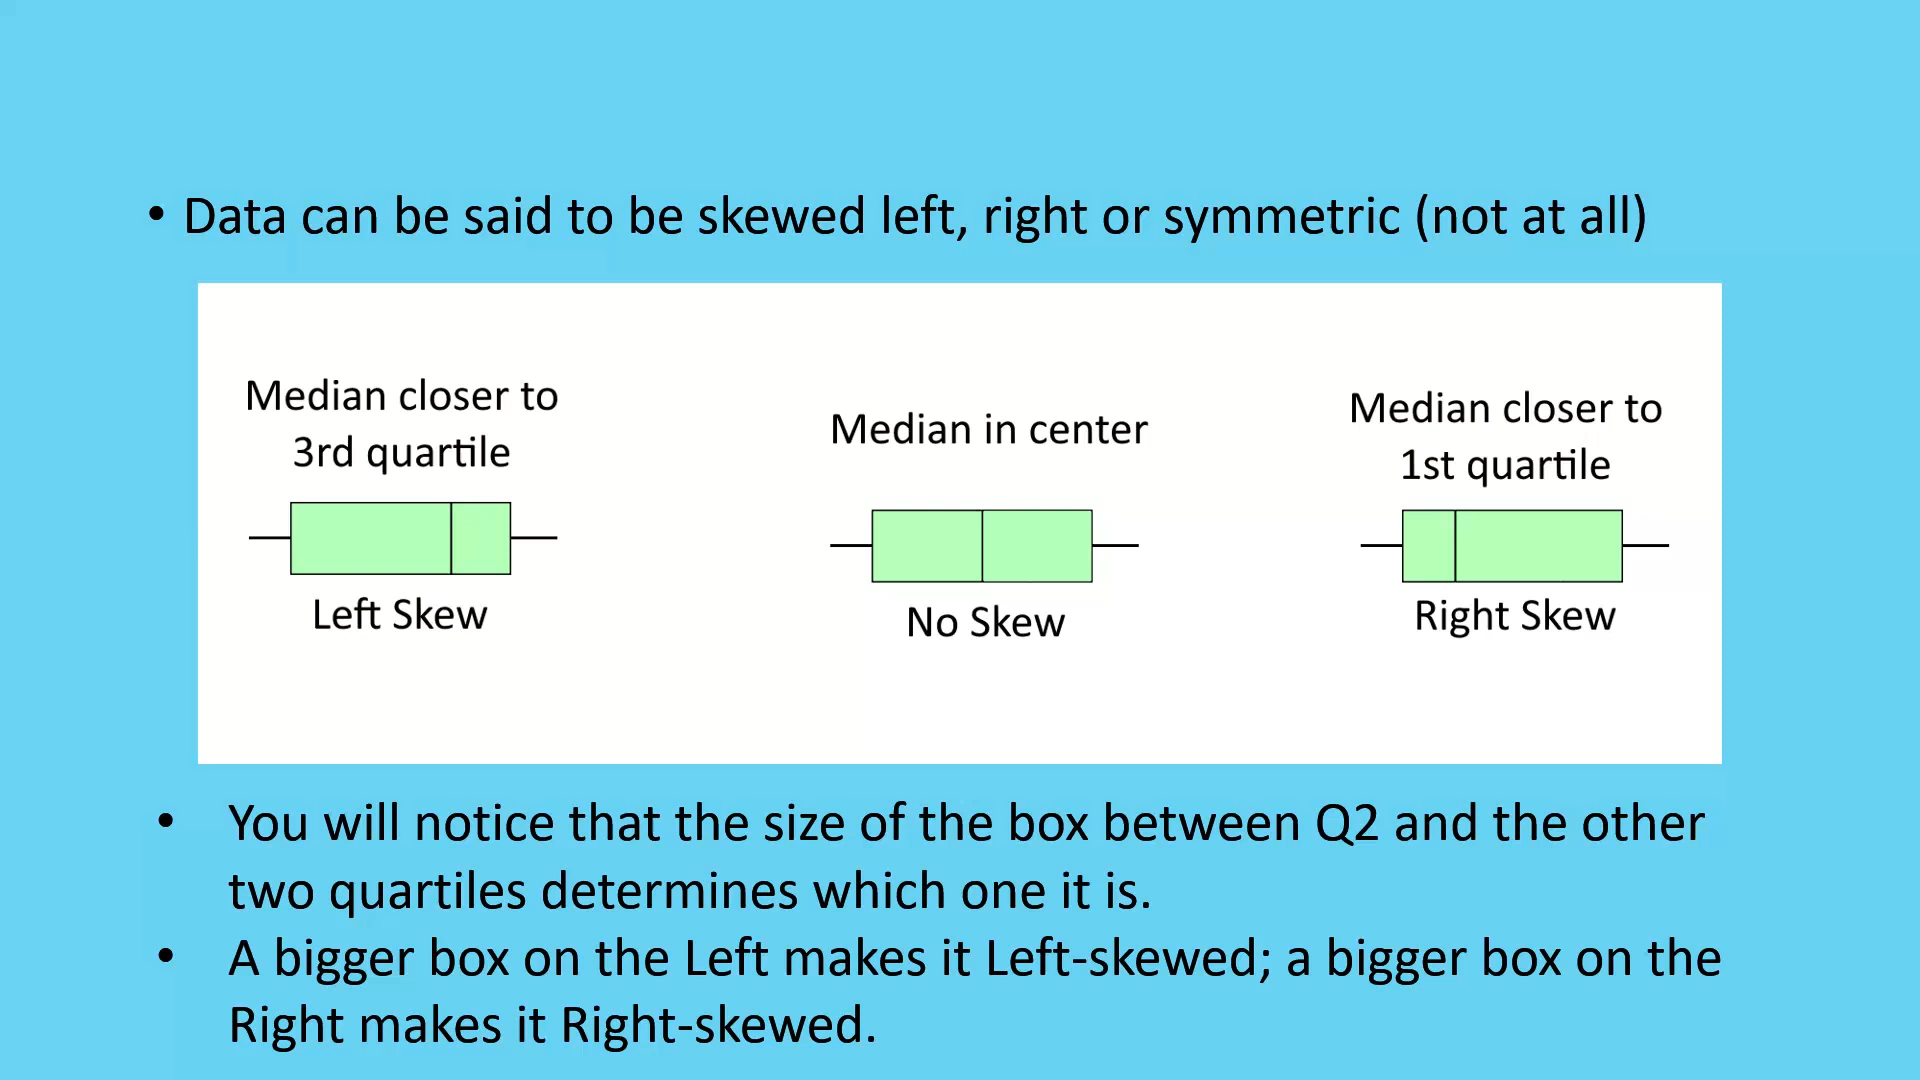 • Data can be said to be skewed left, right or symmetric (not at all)
Median closer to
3rd quartile
Left Skew
Median in center
No Skew
Median closer to
1st quartile
Right Skew
• You will notice that the size of the box between Q2 and the other
two quartiles determines which one it is.
• A bigger box on the Left makes it Left-skewed; a bigger box on the
Right makes it Right-skewed.